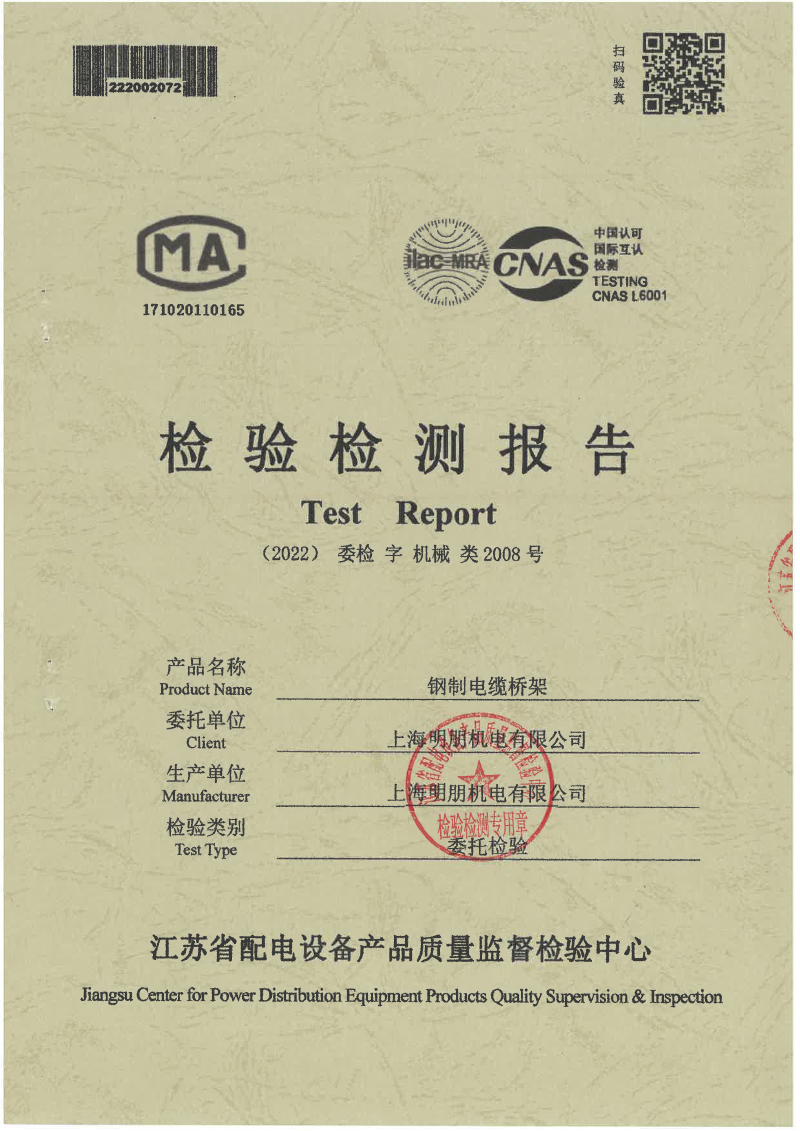 222002072
扫码验真
MA
171020110165
ilac-MRA
CNAS
中国认可
国际互认
检测
TESTING
CNAS L6001
检验检测报告
Test Report
（2022） 委检 字 机械 类 2008 号
产品名称
Product Name
钢制电缆桥架
委托单位
Client
上海明朋机电有限公司
生产单位
Manufacturer
上海明朋机电有限公司
检验类别
Test Type
委托检验
检验检测专用章
江苏省配电设备产品质量监督检验中心
Jiangsu Center for Power Distribution Equipment Products Quality Supervision & Inspection